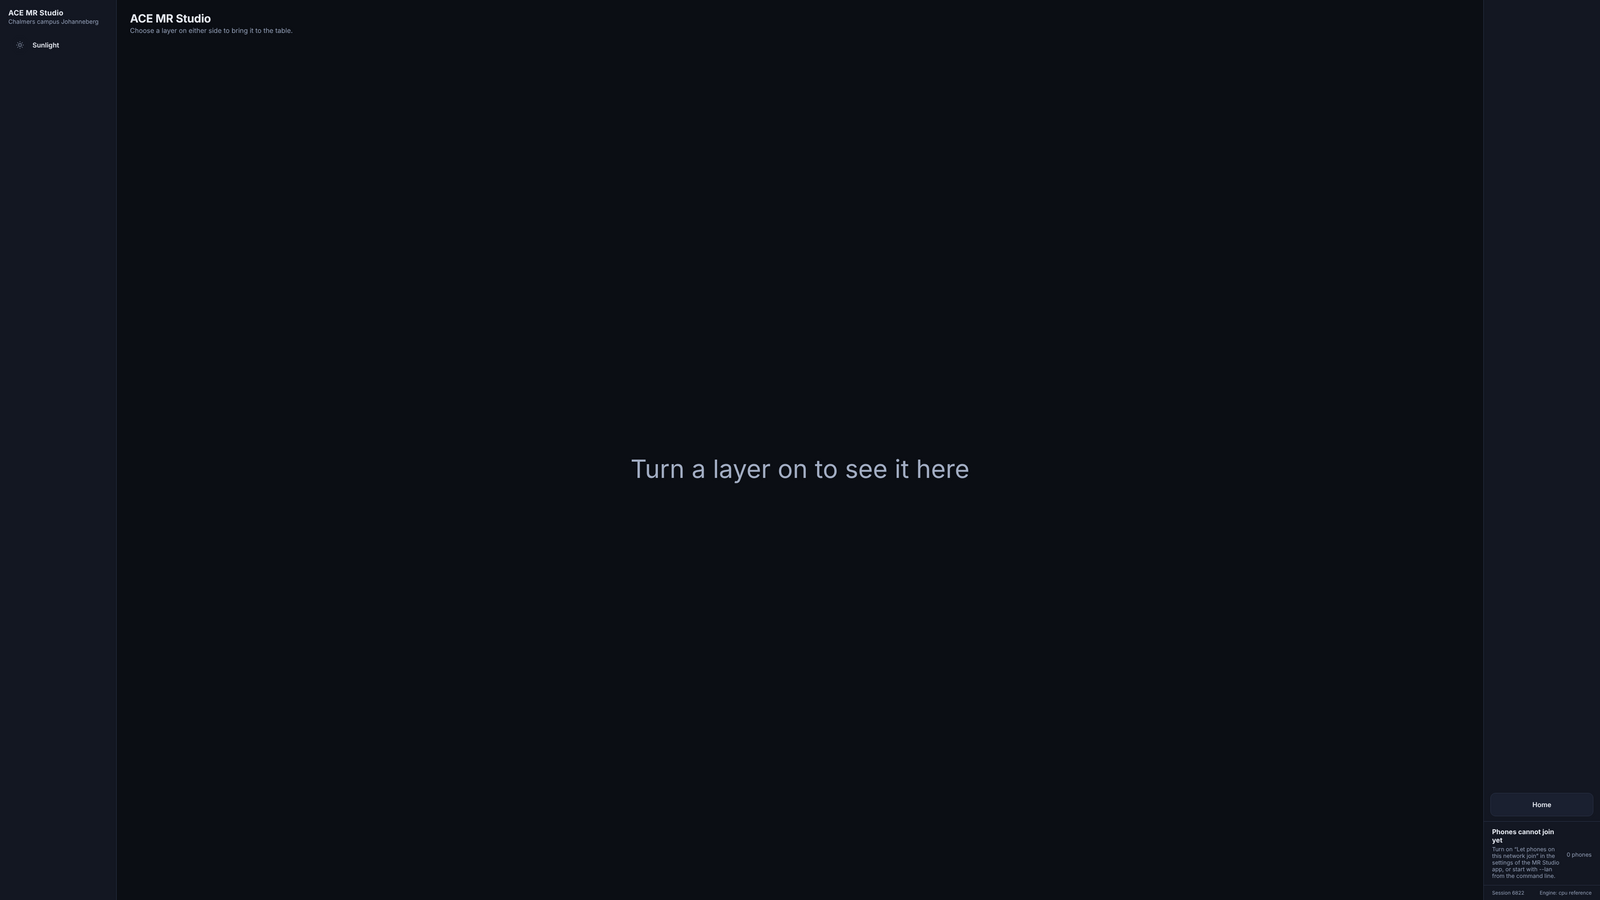 ACE MR Studio
Chalmers campus Johanneberg
Sunlight
ACE MR Studio
Choose a layer on either side to bring it to the table.
Turn a layer on to see it here
Home
Phones cannot join
yet
Turn on “Let phones on
this network join” in the
settings of the MR Studio
app, or start with --lan
from the command line.
0 phones
Session 6622
Engine: cpu reference